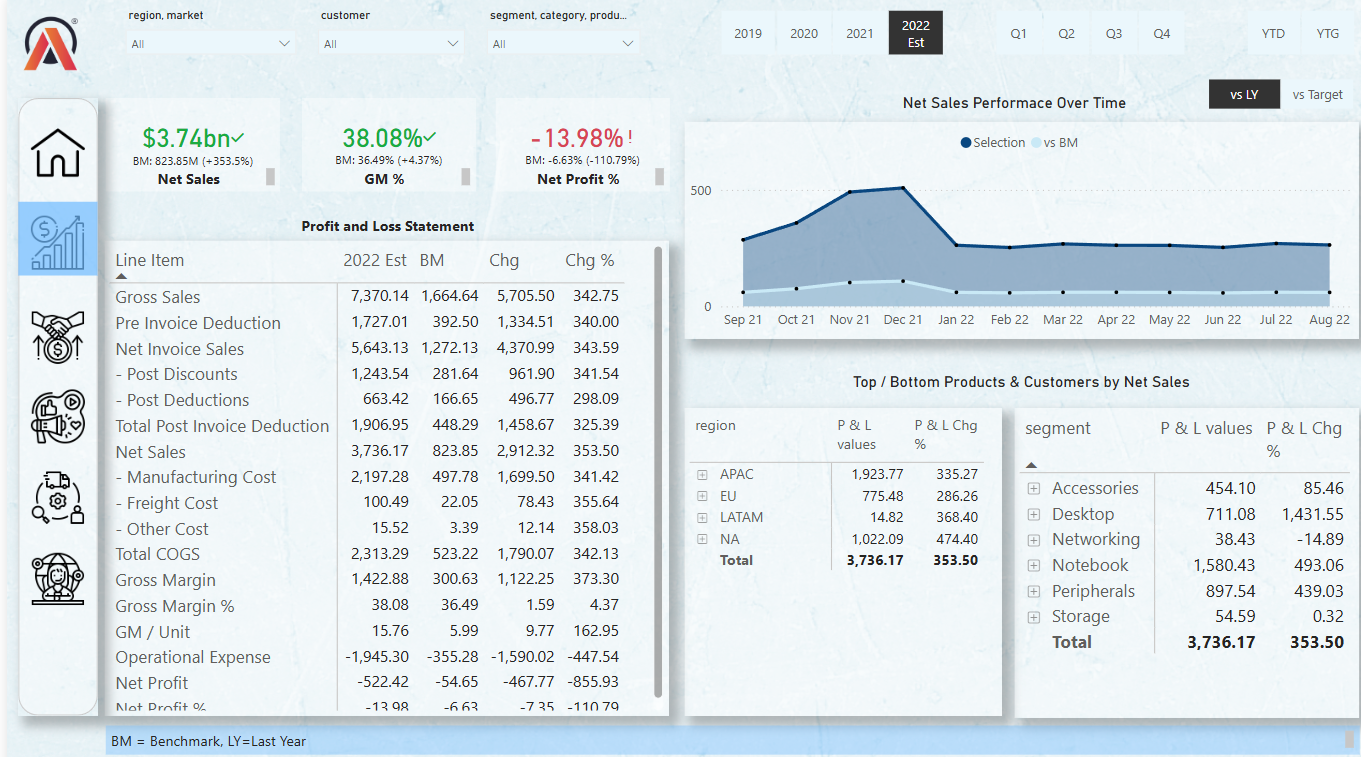 region, market
customer
segment, category, produ...
All
All
All
2019
2020
2021
2022
Est
Q1
Q2
Q3
Q4
YTD
YTG
vs LY
vs Target
®
$3.74bn✓
BM: 823.85M (+353.5%)
Net Sales
38.08%✓
BM: 36.49% (+4.37%)
GM %
-13.98%!
BM: -6.63% (-110.79%)
Net Profit %
Net Sales Performace Over Time
Selection vs BM
500
0
Sep 21 Oct 21 Nov 21 Dec 21 Jan 22 Feb 22 Mar 22 Apr 22 May 22 Jun 22 Jul 22 Aug 22
Profit and Loss Statement
Line Item 2022 Est BM Chg Chg %
Gross Sales 7,370.14 1,664.64 5,705.50 342.75
Pre Invoice Deduction 1,727.01 392.50 1,334.51 340.00
Net Invoice Sales 5,643.13 1,272.13 4,370.99 343.59
- Post Discounts 1,243.54 281.64 961.90 341.54
- Post Deductions 663.42 166.65 496.77 298.09
Total Post Invoice Deduction 1,906.95 448.29 1,458.67 325.39
Net Sales 3,736.17 823.85 2,912.32 353.50
- Manufacturing Cost 2,197.28 497.78 1,699.50 341.42
- Freight Cost 100.49 22.05 78.43 355.64
- Other Cost 15.52 3.39 12.14 358.03
Total COGS 2,313.29 523.22 1,790.07 342.13
Gross Margin 1,422.88 300.63 1,122.25 373.30
Gross Margin % 38.08 36.49 1.59 4.37
GM / Unit 15.76 5.99 9.77 162.95
Operational Expense -1,945.30 -355.28 -1,590.02 -447.54
Net Profit -522.42 -54.65 -467.77 -855.93
Net Profit % -13.98 -6.63 -7.35 -110.79
Top / Bottom Products & Customers by Net Sales
region P & L values P & L Chg %
APAC 1,923.77 335.27
EU 775.48 286.26
LATAM 14.82 368.40
NA 1,022.09 474.40
Total 3,736.17 353.50
segment P & L values P & L Chg %
Accessories 454.10 85.46
Desktop 711.08 1,431.55
Networking 38.43 -14.89
Notebook 1,580.43 493.06
Peripherals 897.54 439.03
Storage 54.59 0.32
Total 3,736.17 353.50
BM = Benchmark, LY=Last Year